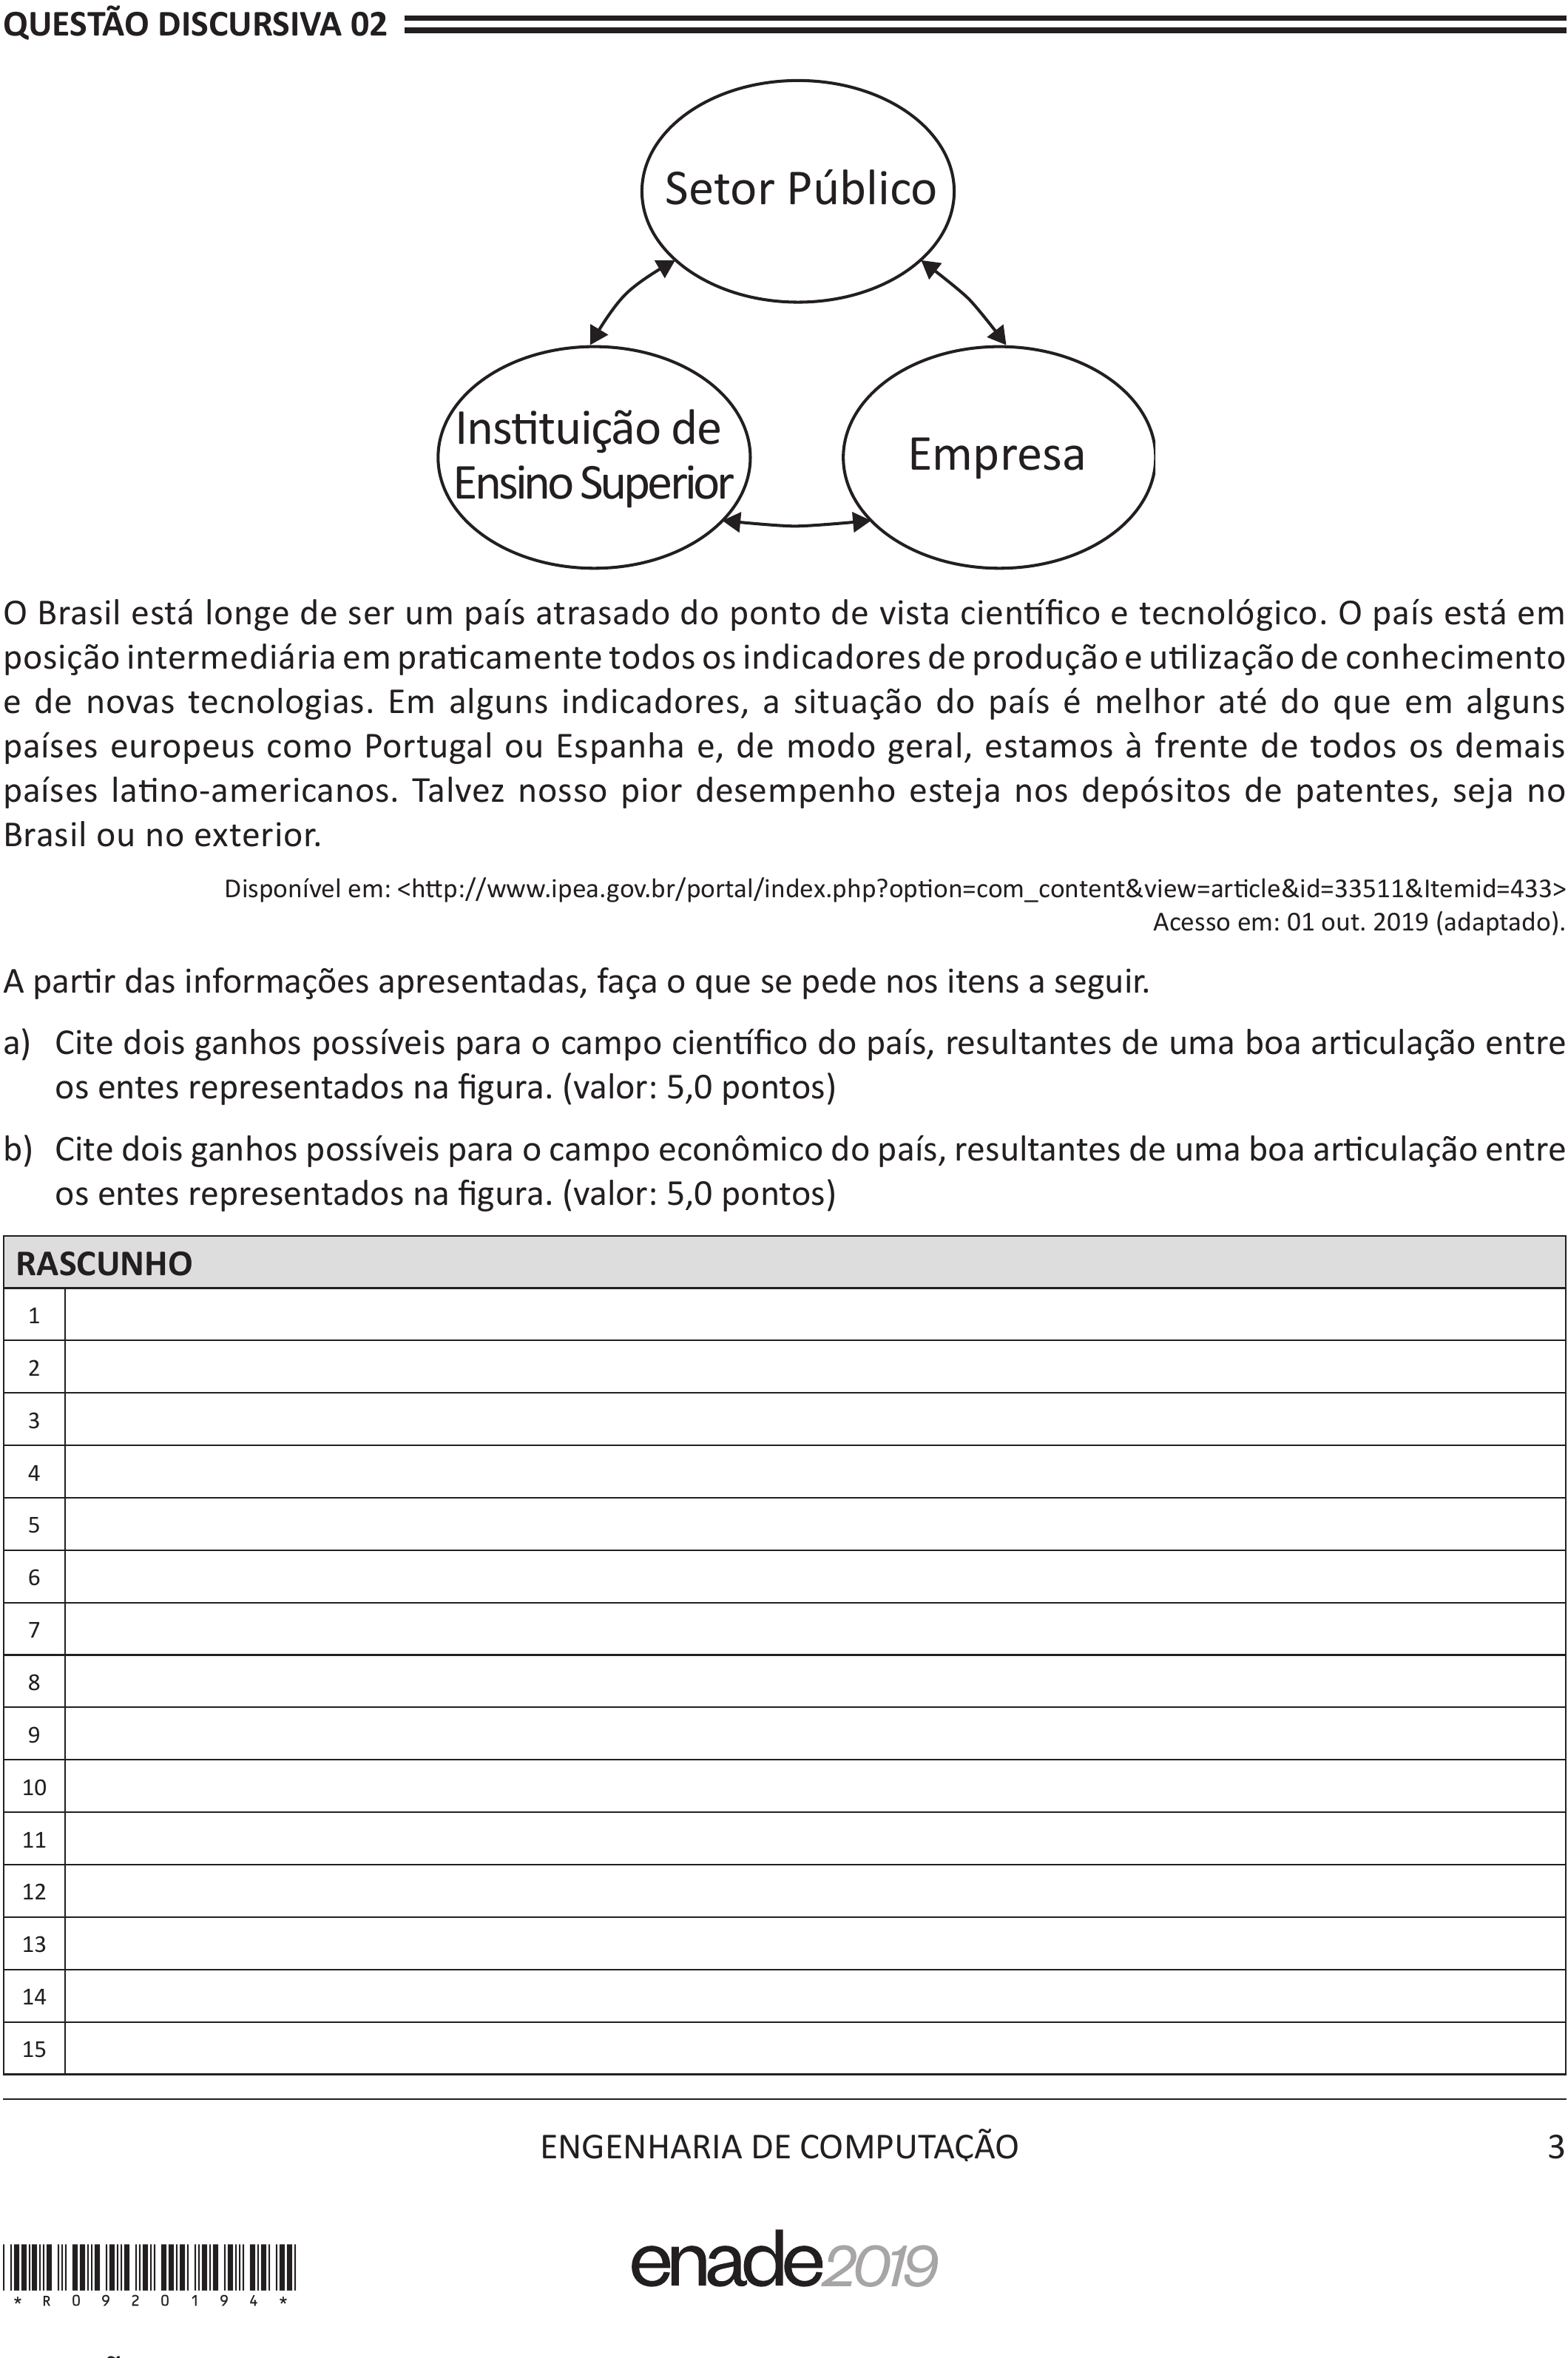 QUESTÃO DISCURSIVA 02
Setor Público
Instituição de
Ensino Superior
Empresa
O Brasil está longe de ser um país atrasado do ponto de vista científico e tecnológico. O país está em
posição intermediária em praticamente todos os indicadores de produção e utilização de conhecimento
e de novas tecnologias. Em alguns indicadores, a situação do país é melhor até do que em alguns
países europeus como Portugal ou Espanha e, de modo geral, estamos à frente de todos os demais
países latino-americanos. Talvez nosso pior desempenho esteja nos depósitos de patentes, seja no
Brasil ou no exterior.
Disponível em: <http://www.ipea.gov.br/portal/index.php?option=com_content&view=article&id=33511&Itemid=433>
Acesso em: 01 out. 2019 (adaptado).
A partir das informações apresentadas, faça o que se pede nos itens a seguir.
a) Cite dois ganhos possíveis para o campo científico do país, resultantes de uma boa articulação entre
os entes representados na figura. (valor: 5,0 pontos)
b) Cite dois ganhos possíveis para o campo econômico do país, resultantes de uma boa articulação entre
os entes representados na figura. (valor: 5,0 pontos)
RASCUNHO
1
2
3
4
5
6
7
8
9
10
11
12
13
14
15
ENGENHARIA DE COMPUTAÇÃO 3
enade2019
* R 0 9 2 0 1 9 4 *